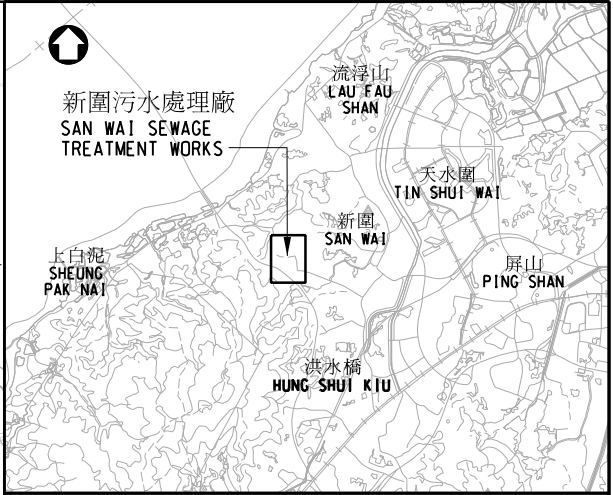 流浮山
LAU FAU
SHAN
新圍污水處理廠
SAN WAI SEWAGE
TREATMENT WORKS
天水圍
TIN SHUI WAI
新圍
SAN WAI
上白泥
SHEUNG
PAK NAI
屏山
PING SHAN
洪水橋
HUNG SHUI KIU